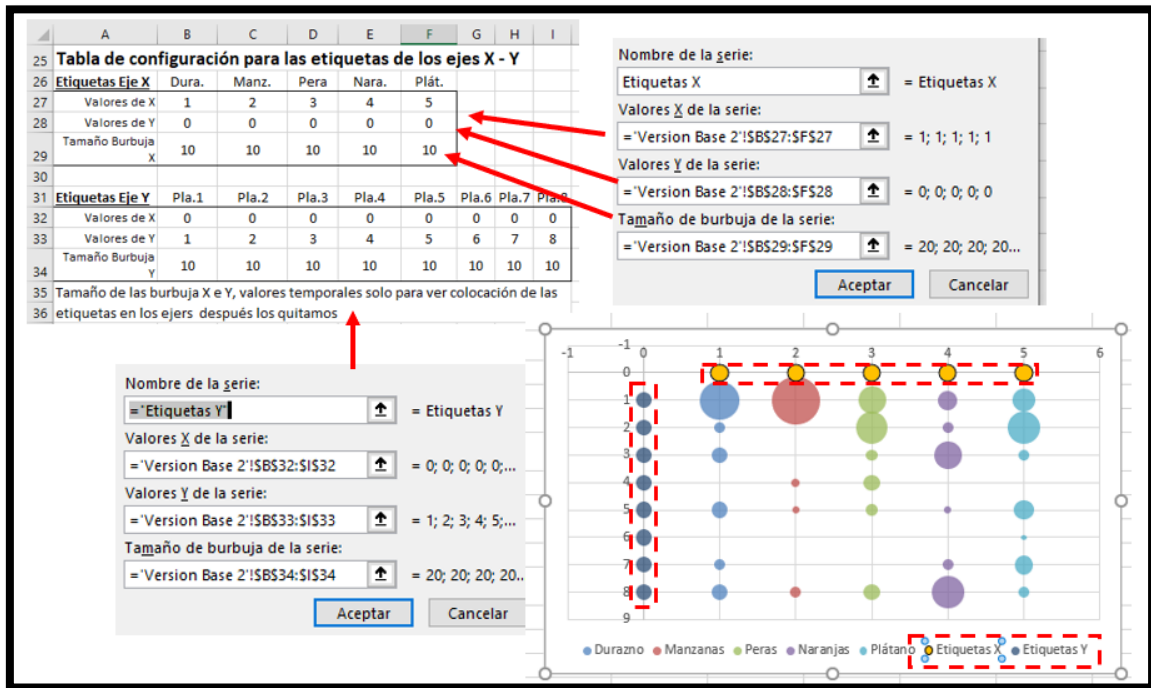 A B C D E F G H I
25 Tabla de configuración para las etiquetas de los ejes X - Y
26 Etiquetas Eje X Dura. Manz. Pera Nara. Plát.
27 Valores de X 1 2 3 4 5
28 Valores de Y 0 0 0 0 0
Tamaño Burbuja
29 X 10 10 10 10 10
30
31 Etiquetas Eje Y Pla.1 Pla.2 Pla.3 Pla.4 Pla.5 Pla.6 Pla.7 Pla.8
32 Valores de X 0 0 0 0 0 0 0 0
33 Valores de Y 1 2 3 4 5 6 7 8
Tamaño Burbuja
34 Y 10 10 10 10 10 10 10 10
35 Tamaño de las burbuja X e Y, valores temporales solo para ver colocación de las
36 etiquetas en los ejers después los quitamos
Nombre de la serie:
Etiquetas X = Etiquetas X
Valores X de la serie:
='Version Base 2'!$B$27:$F$27 = 1; 1; 1; 1; 1
Valores Y de la serie:
='Version Base 2'!$B$28:$F$28 = 0; 0; 0; 0; 0
Tamaño de burbuja de la serie:
='Version Base 2'!$B$29:$F$29 = 20; 20; 20; 20...
Aceptar Cancelar
Nombre de la serie:
="Etiquetas Y" = Etiquetas Y
Valores X de la serie:
='Version Base 2'!$B$32:$I$32 = 0; 0; 0; 0; 0;...
Valores Y de la serie:
='Version Base 2'!$B$33:$I$33 = 1; 2; 3; 4; 5;...
Tamaño de burbuja de la serie:
='Version Base 2'!$B$34:$I$34 = 20; 20; 20; 20..
Aceptar Cancelar
-1
-1 0 1 2 3 4 5 6
0
1
2
3
4
5
6
7
8
9
Durazno Manzanas Peras Naranjas Plátano Etiquetas X Etiquetas Y